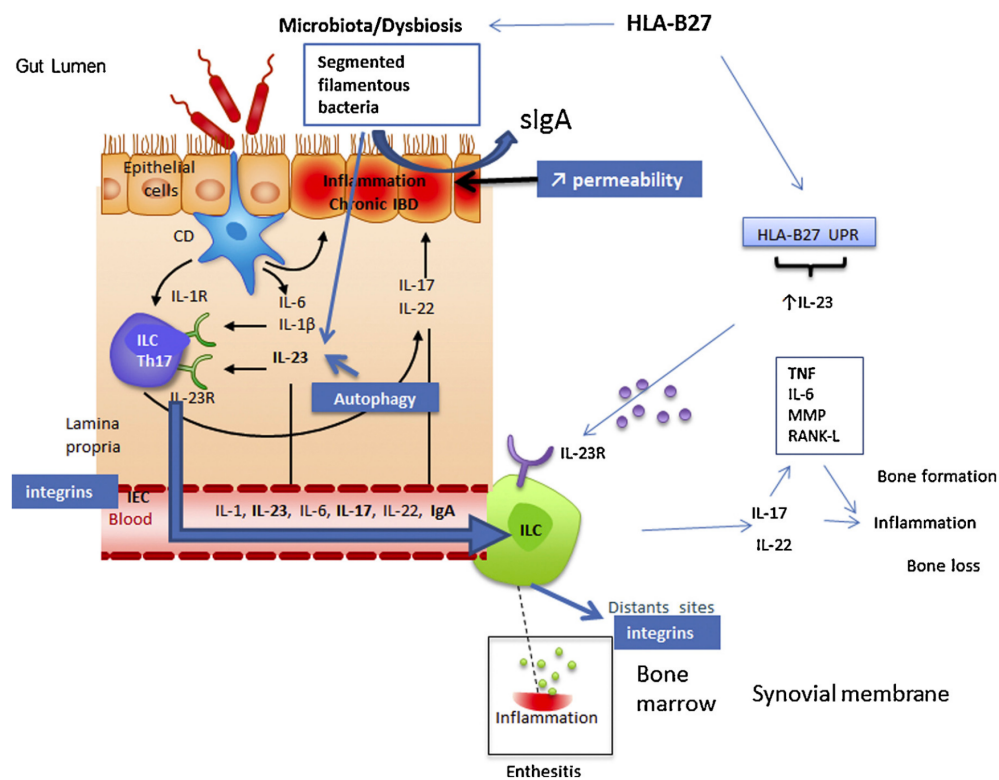 Microbiota/Dysbiosis
HLA-B27
Gut Lumen
Segmented
filamentous
bacteria
sIgA
Epithelial
cells
Inflammation
Chronic IBD
↗ permeability
CD
HLA-B27 UPR
↑IL-23
IL-1R
IL-6
IL-1β
IL-17
IL-22
ILC
Th17
IL-23
IL-23R
Autophagy
TNF
IL-6
MMP
RANK-L
Lamina
propria
IL-23R
Bone formation
integrins
IEC
Blood
IL-1, IL-23, IL-6, IL-17, IL-22, IgA
ILC
IL-17
IL-22
Inflammation
Bone loss
Distants sites
integrins
Bone
marrow
Synovial membrane
Inflammation
Enthesitis